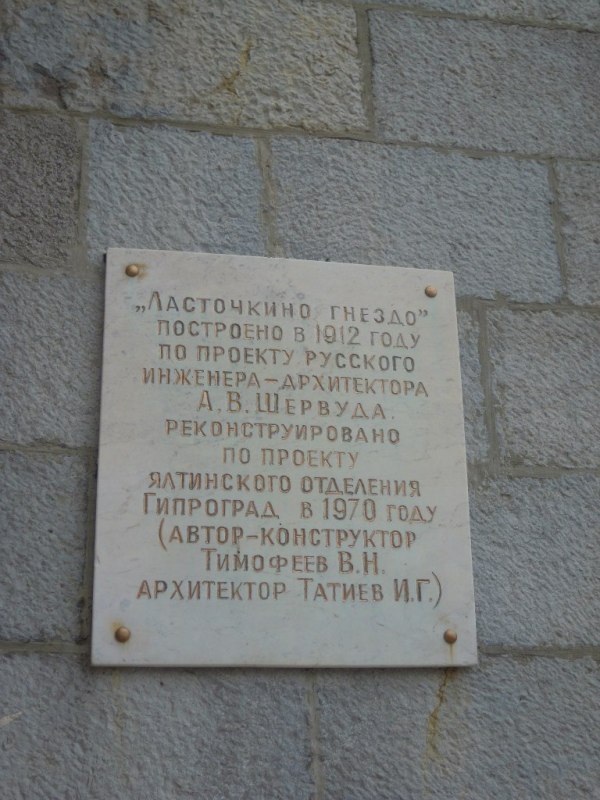 „Ласточкино гнездо”
построено в 1912 году
по проекту русского
инженера-архитектора
А.В. Шервуда.
реконструировано
по проекту
ялтинского отделения
Гипроград в 1970 году
(автор-конструктор
Тимофеев В.Н.
архитектор Татиев И.Г.)